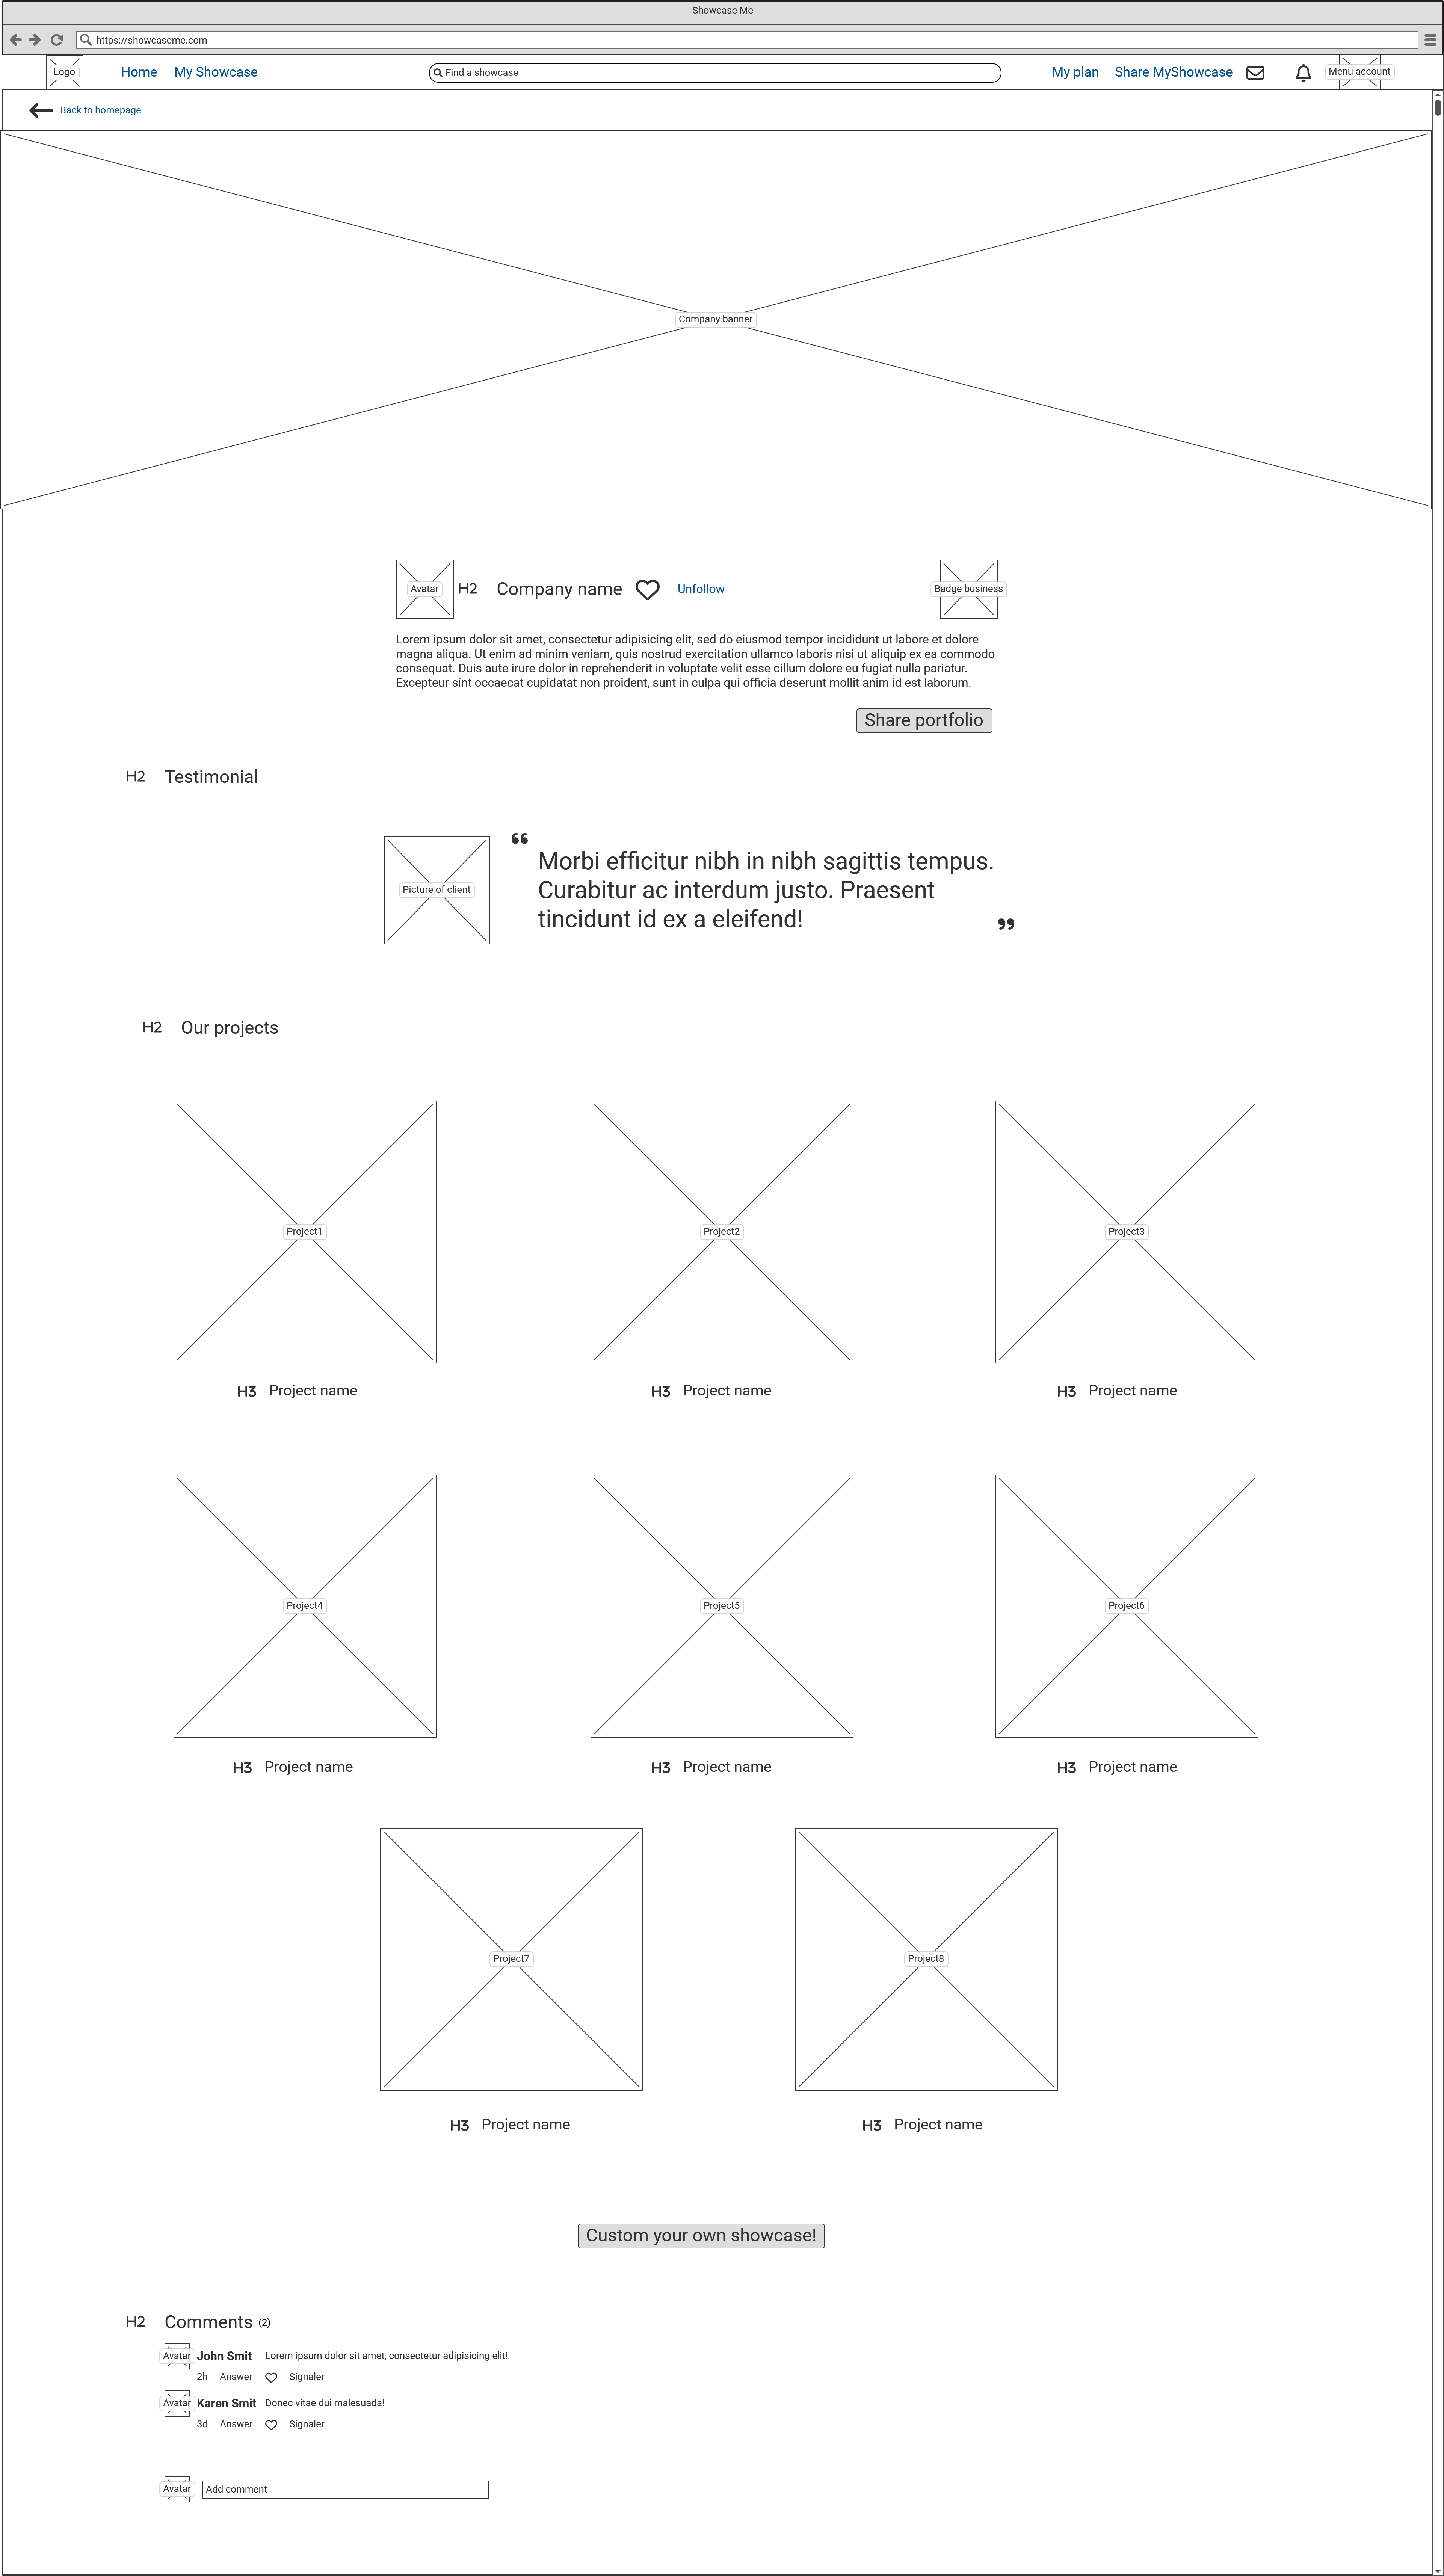 Showcase Me
https://showcaseme.com
Logo
Home
My Showcase
Find a showcase
My plan
Share MyShowcase
Menu account
Back to homepage
Company banner
Avatar
H2 Company name
Unfollow
Badge business
Lorem ipsum dolor sit amet, consectetur adipisicing elit, sed do eiusmod tempor incididunt ut labore et dolore
magna aliqua. Ut enim ad minim veniam, quis nostrud exercitation ullamco laboris nisi ut aliquip ex ea commodo
consequat. Duis aute irure dolor in reprehenderit in voluptate velit esse cillum dolore eu fugiat nulla pariatur.
Excepteur sint occaecat cupidatat non proident, sunt in culpa qui officia deserunt mollit anim id est laborum.
Share portfolio
H2 Testimonial
Picture of client
“
Morbi efficitur nibh in nibh sagittis tempus.
Curabitur ac interdum justo. Praesent
tincidunt id ex a eleifend!
”
H2 Our projects
Project1
Project2
Project3
H3 Project name
H3 Project name
H3 Project name
Project4
Project5
Project6
H3 Project name
H3 Project name
H3 Project name
Project7
Project8
H3 Project name
H3 Project name
Custom your own showcase!
H2 Comments (2)
Avatar John Smit Lorem ipsum dolor sit amet, consectetur adipisicing elit!
2h Answer Signaler
Avatar Karen Smit Donec vitae dui malesuada!
3d Answer Signaler
Avatar Add comment